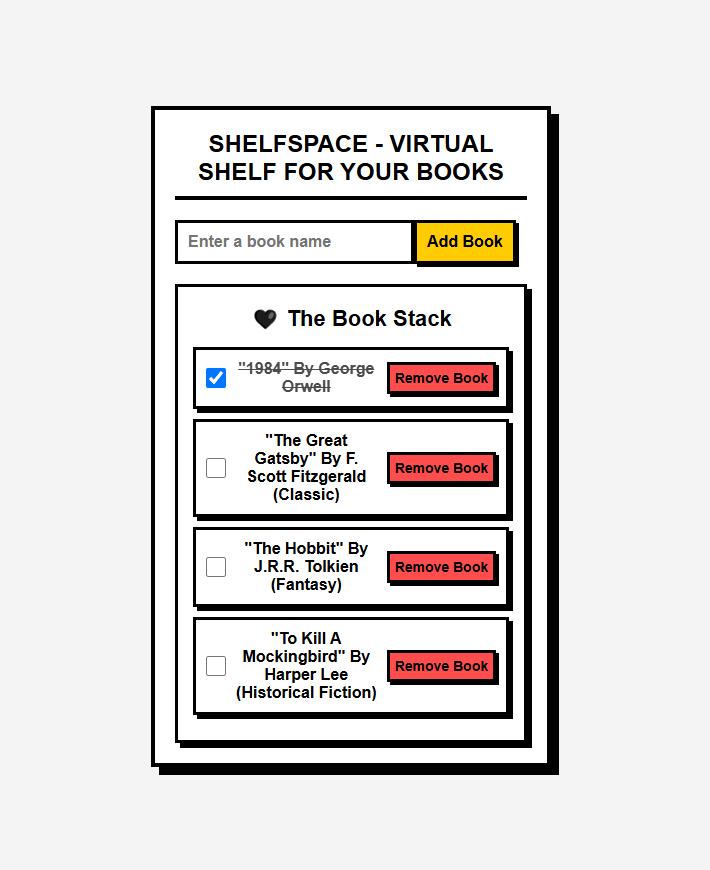 SHELFSPACE - VIRTUAL
SHELF FOR YOUR BOOKS
Enter a book name
Add Book
The Book Stack
"1984" By George
Orwell
Remove Book
"The Great
Gatsby" By F.
Scott Fitzgerald
(Classic)
Remove Book
"The Hobbit" By
J.R.R. Tolkien
(Fantasy)
Remove Book
"To Kill A
Mockingbird" By
Harper Lee
(Historical Fiction)
Remove Book